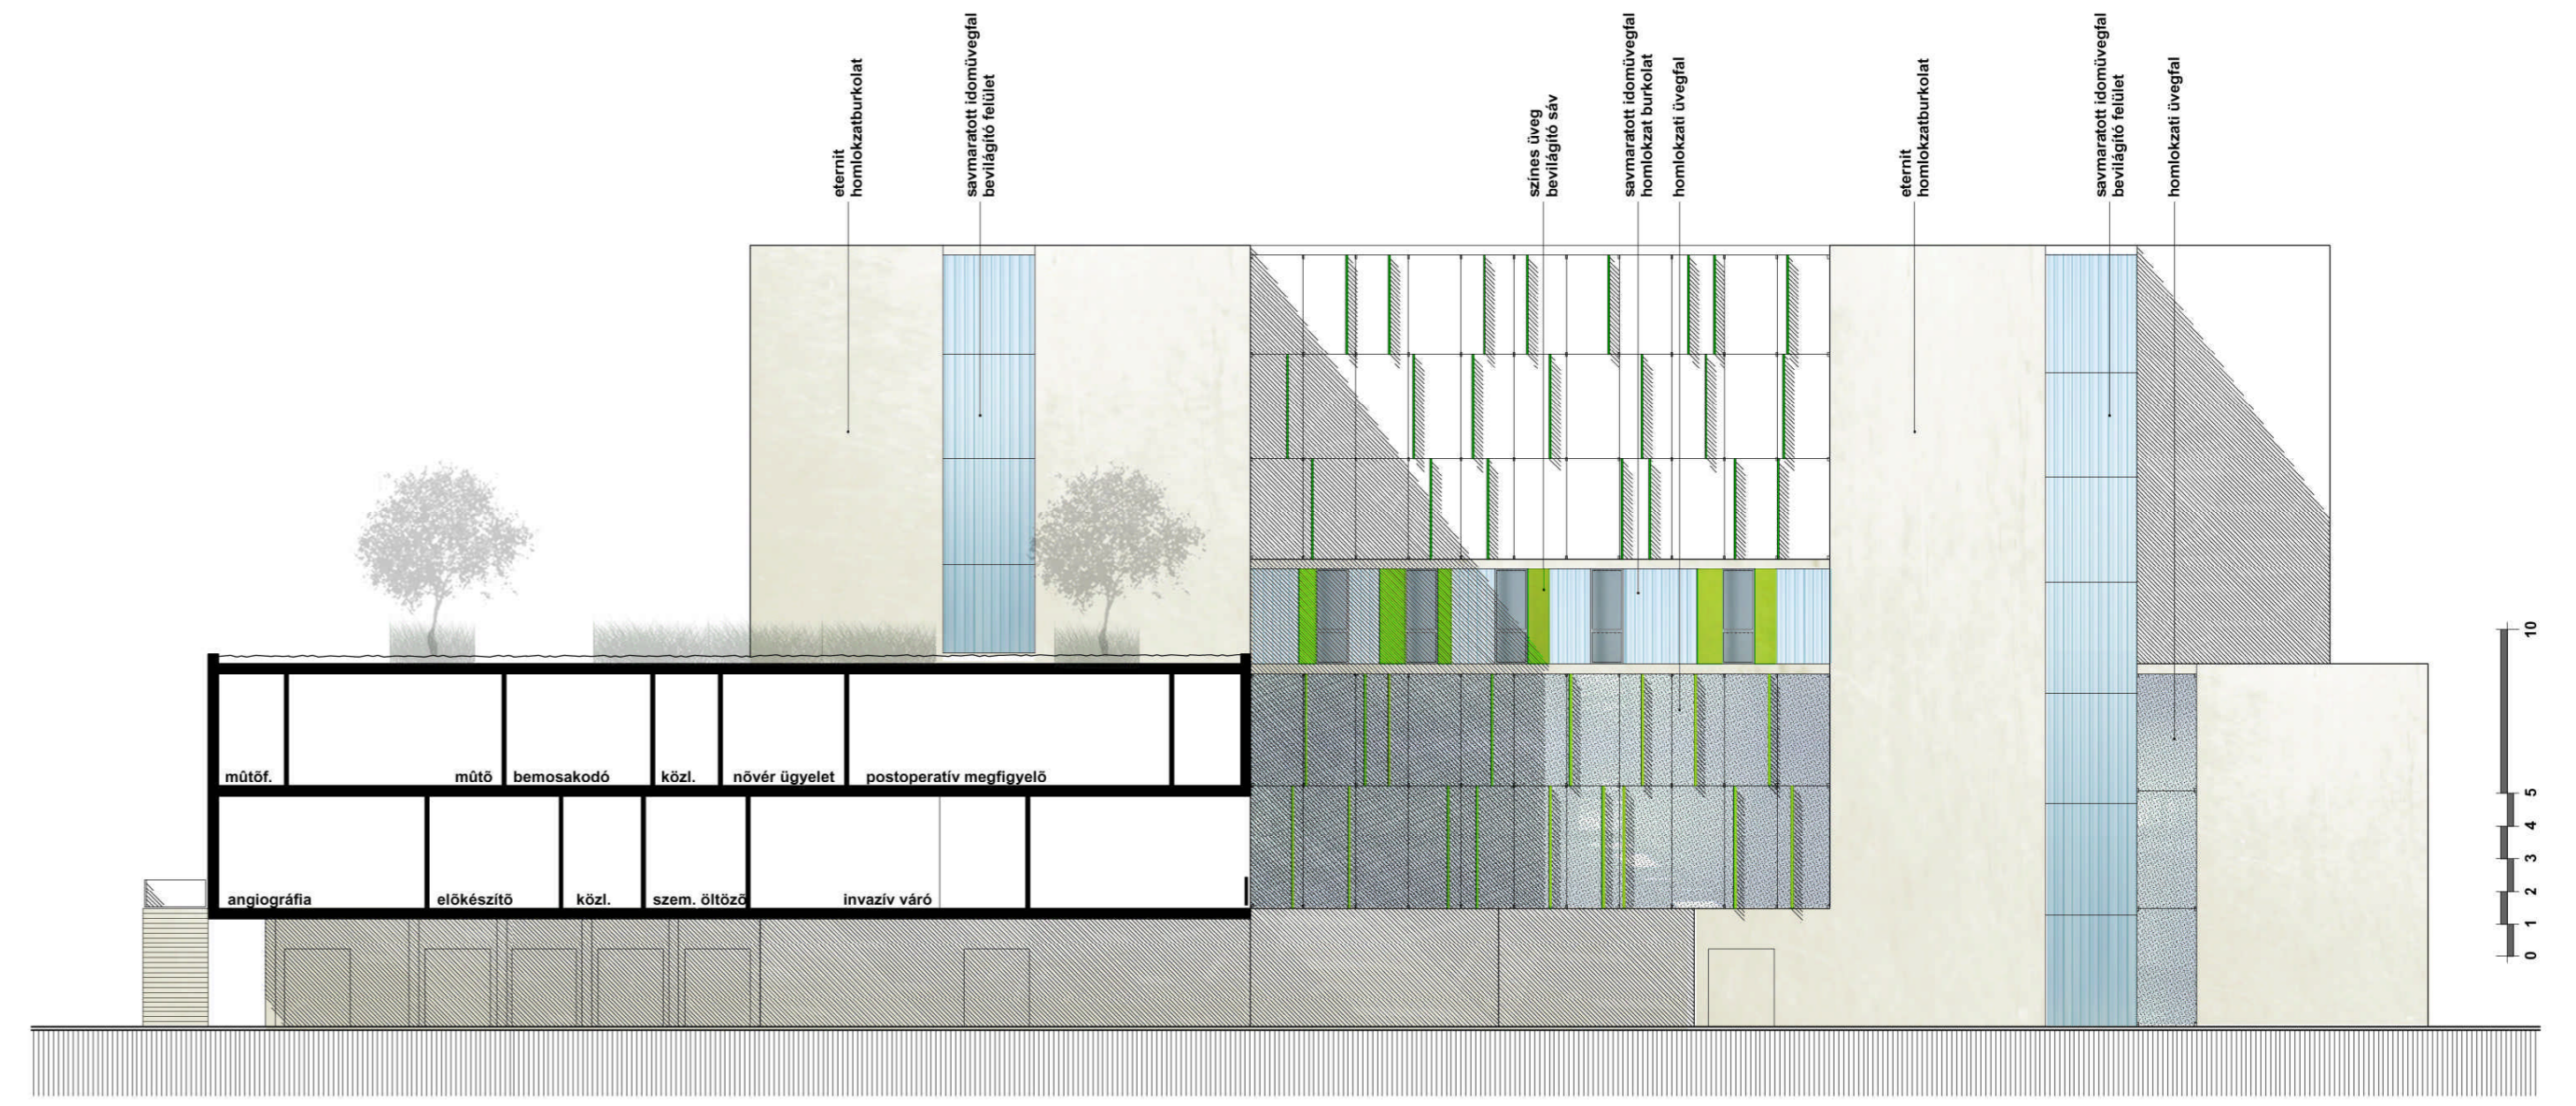 eternit
homlokzatburkolat
savmaratott idomüvegfal
bevilágító felület
színes üveg
bevilágító sáv
savmaratott idomüvegfal
homlokzat burkolat
homlokzati üvegfal
eternit
homlokzatburkolat
savmaratott idomüvegfal
bevilágító felület
homlokzati üvegfal
mûtõf.
mûtõ
bemosakodó
közl.
nõvér ügyelet
postoperatív megfigyelõ
angiográfia
elõkészítõ
közl.
szem. öltözõ
invazív váró
10
5
4
3
2
1
0